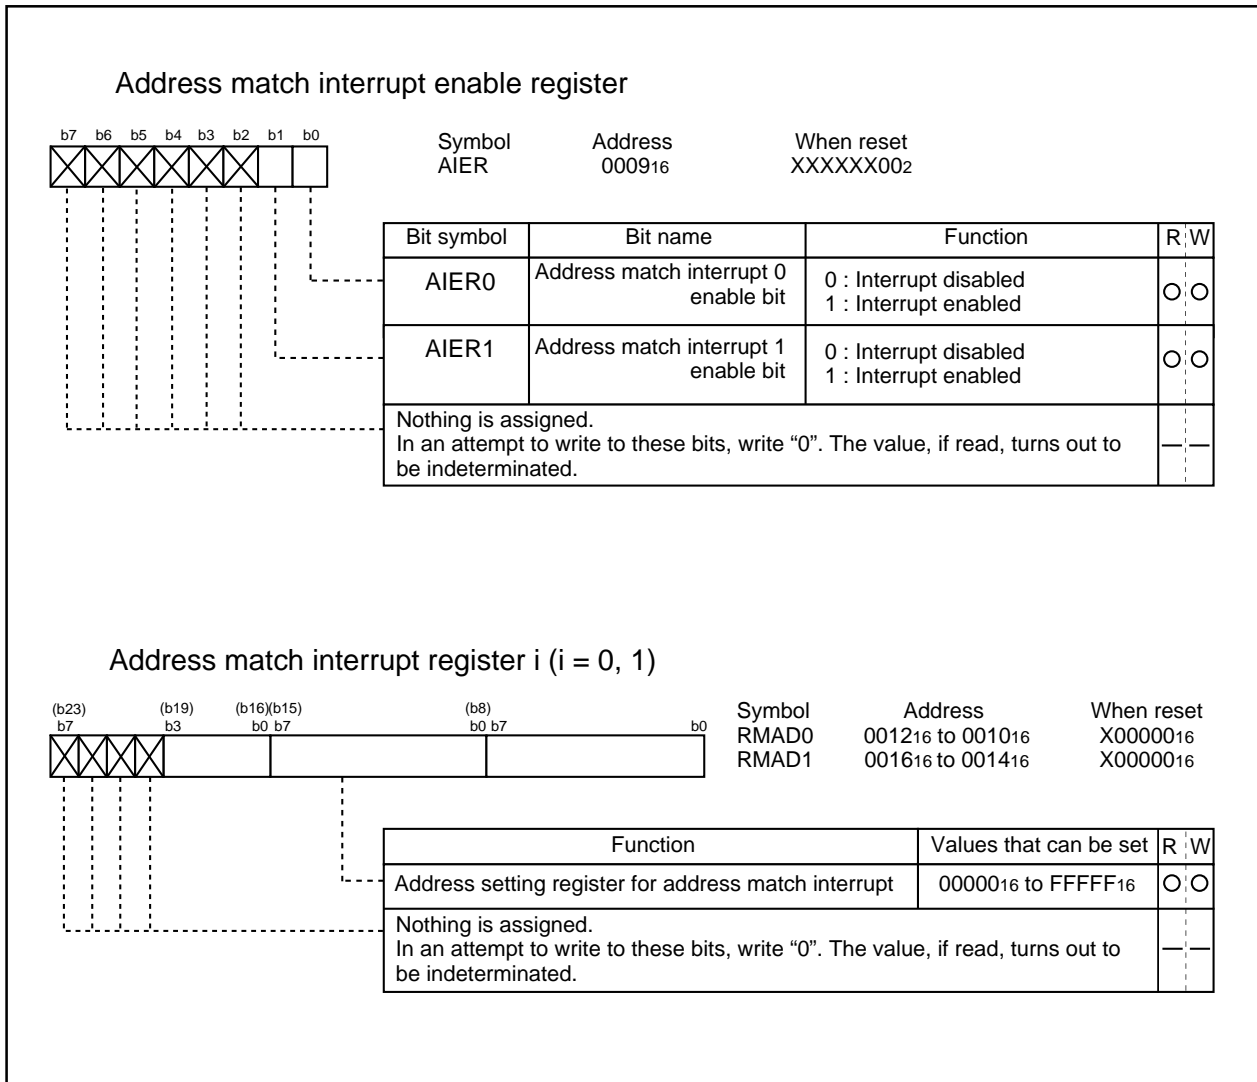 Address match interrupt enable register
b7 b6 b5 b4 b3 b2 b1 b0
Symbol Address When reset
AIER 000916 XXXXXX002
Bit symbol Bit name Function R W
AIER0 Address match interrupt 0 enable bit 0 : Interrupt disabled
1 : Interrupt enabled
AIER1 Address match interrupt 1 enable bit 0 : Interrupt disabled
1 : Interrupt enabled
Nothing is assigned.
In an attempt to write to these bits, write “0”. The value, if read, turns out to
be indeterminated.
Address match interrupt register i (i = 0, 1)
(b23) (b19) (b16)(b15) (b8)
b7 b3 b0 b7 b0 b7 b0
Symbol Address When reset
RMAD0 001216 to 001016 X0000016
RMAD1 001616 to 001416 X0000016
Function Values that can be set R W
Address setting register for address match interrupt 0000016 to FFFFF16
Nothing is assigned.
In an attempt to write to these bits, write “0”. The value, if read, turns out to
be indeterminated.